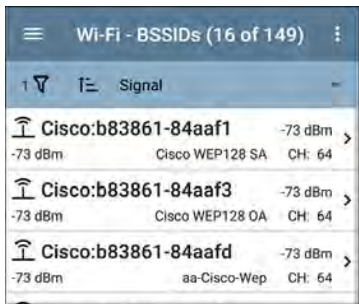 Wi-Fi - BSSIDs (16 of 149)
1 Signal
Cisco:b83861-84aaf1 -73 dBm
-73 dBm Cisco WEP128 SA CH: 64
Cisco:b83861-84aaf3 -73 dBm
-73 dBm Cisco WEP128 OA CH: 64
Cisco:b83861-84aafd -73 dBm
-73 dBm aa-Cisco-Wep CH: 64